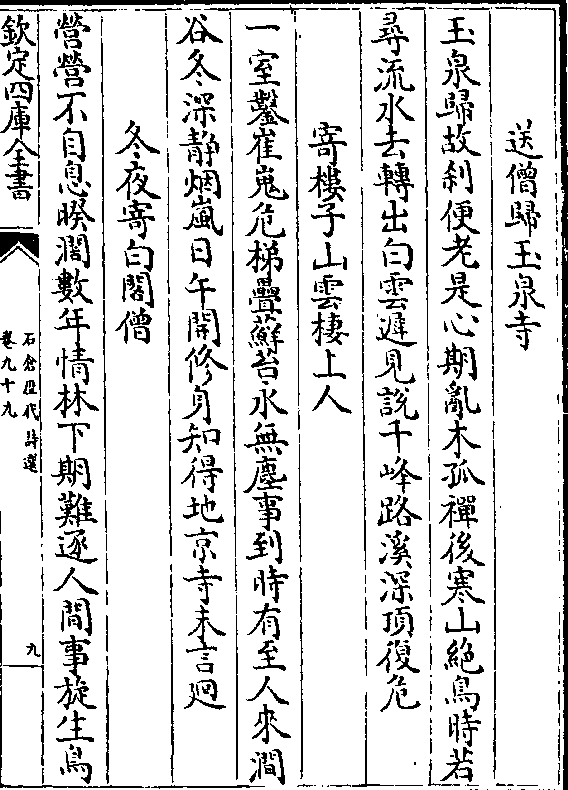 送僧歸玉泉寺
玉泉歸故刹便老是心期亂木孤禪後寒山絶鳥時若
尋流水去轉出白雲遲見説千峰路溪深頂復危
寄樓子山雲棲上人
一室鑿崔嵬危梯疊蘚苔永無塵事到時有至人來澗
谷冬深静烟嵐日午開修身知得地京寺未言迴
冬夜寄白閣僧
營營不自息暌濶數年情林下期難逐人間事旋生鳥
欽定四庫全書
石倉歷代詩選
卷九十九
九